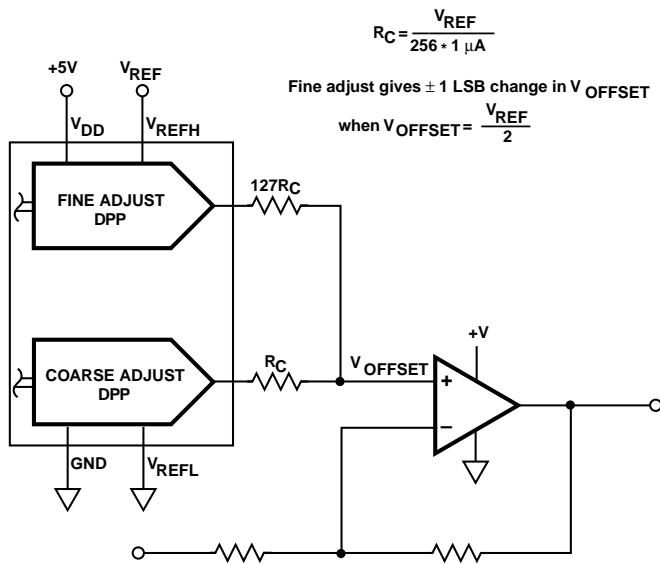 R_C = V_REF / 256 * 1 µA
Fine adjust gives ± 1 LSB change in V_OFFSET
when V_OFFSET = V_REF / 2
+5V
V_REF
V_DD
V_REFH
FINE ADJUST
DPP
127R_C
COARSE ADJUST
DPP
R_C
V_OFFSET
+V
+
−
GND
V_REFL